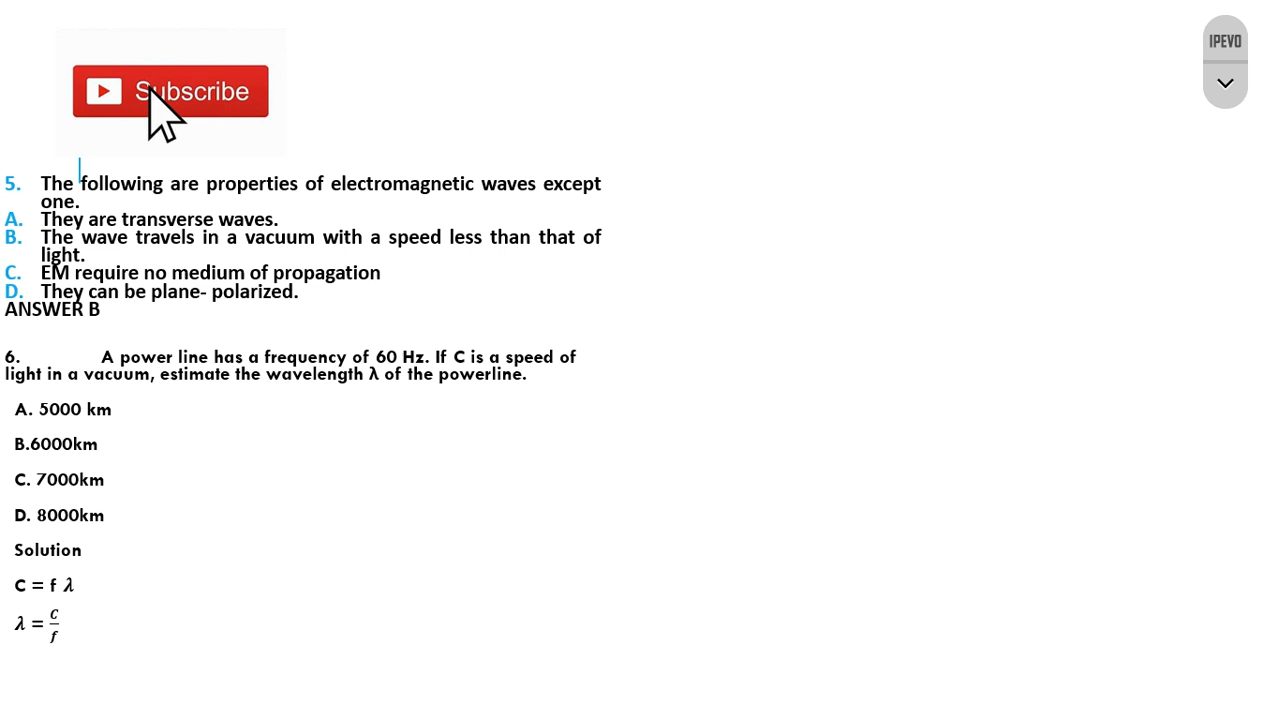 IPEVO
Subscribe
5. The following are properties of electromagnetic waves except
one.
A. They are transverse waves.
B. The wave travels in a vacuum with a speed less than that of
light.
C. EM require no medium of propagation
D. They can be plane- polarized.
ANSWER B
6. A power line has a frequency of 60 Hz. If C is a speed of
light in a vacuum, estimate the wavelength λ of the powerline.
A. 5000 km
B.6000km
C. 7000km
D. 8000km
Solution
C = f λ
λ = C/f